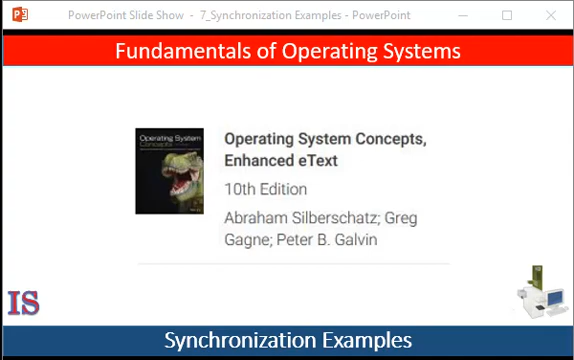 PowerPoint Slide Show - 7_Synchronization Examples - PowerPoint
Fundamentals of Operating Systems
Operating System
Concepts
Operating System Concepts,
Enhanced eText
10th Edition
Abraham Silberschatz; Greg
Gagne; Peter B. Galvin
IS
Synchronization Examples